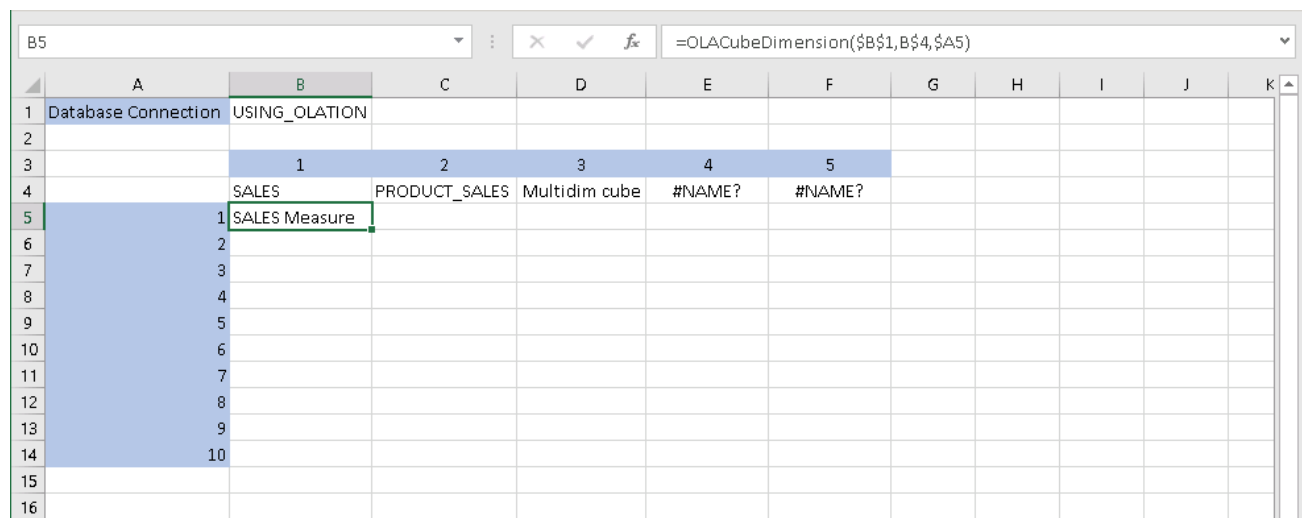 B5 fx =OLACubeDimension($B$1,B$4,$A5)
A B C D E F G H I J K
1 Database Connection USING_OLATION
2
3 1 2 3 4 5
4 SALES PRODUCT_SALES Multidim cube #NAME? #NAME?
5 1 SALES Measure
6 2
7 3
8 4
9 5
10 6
11 7
12 8
13 9
14 10
15
16